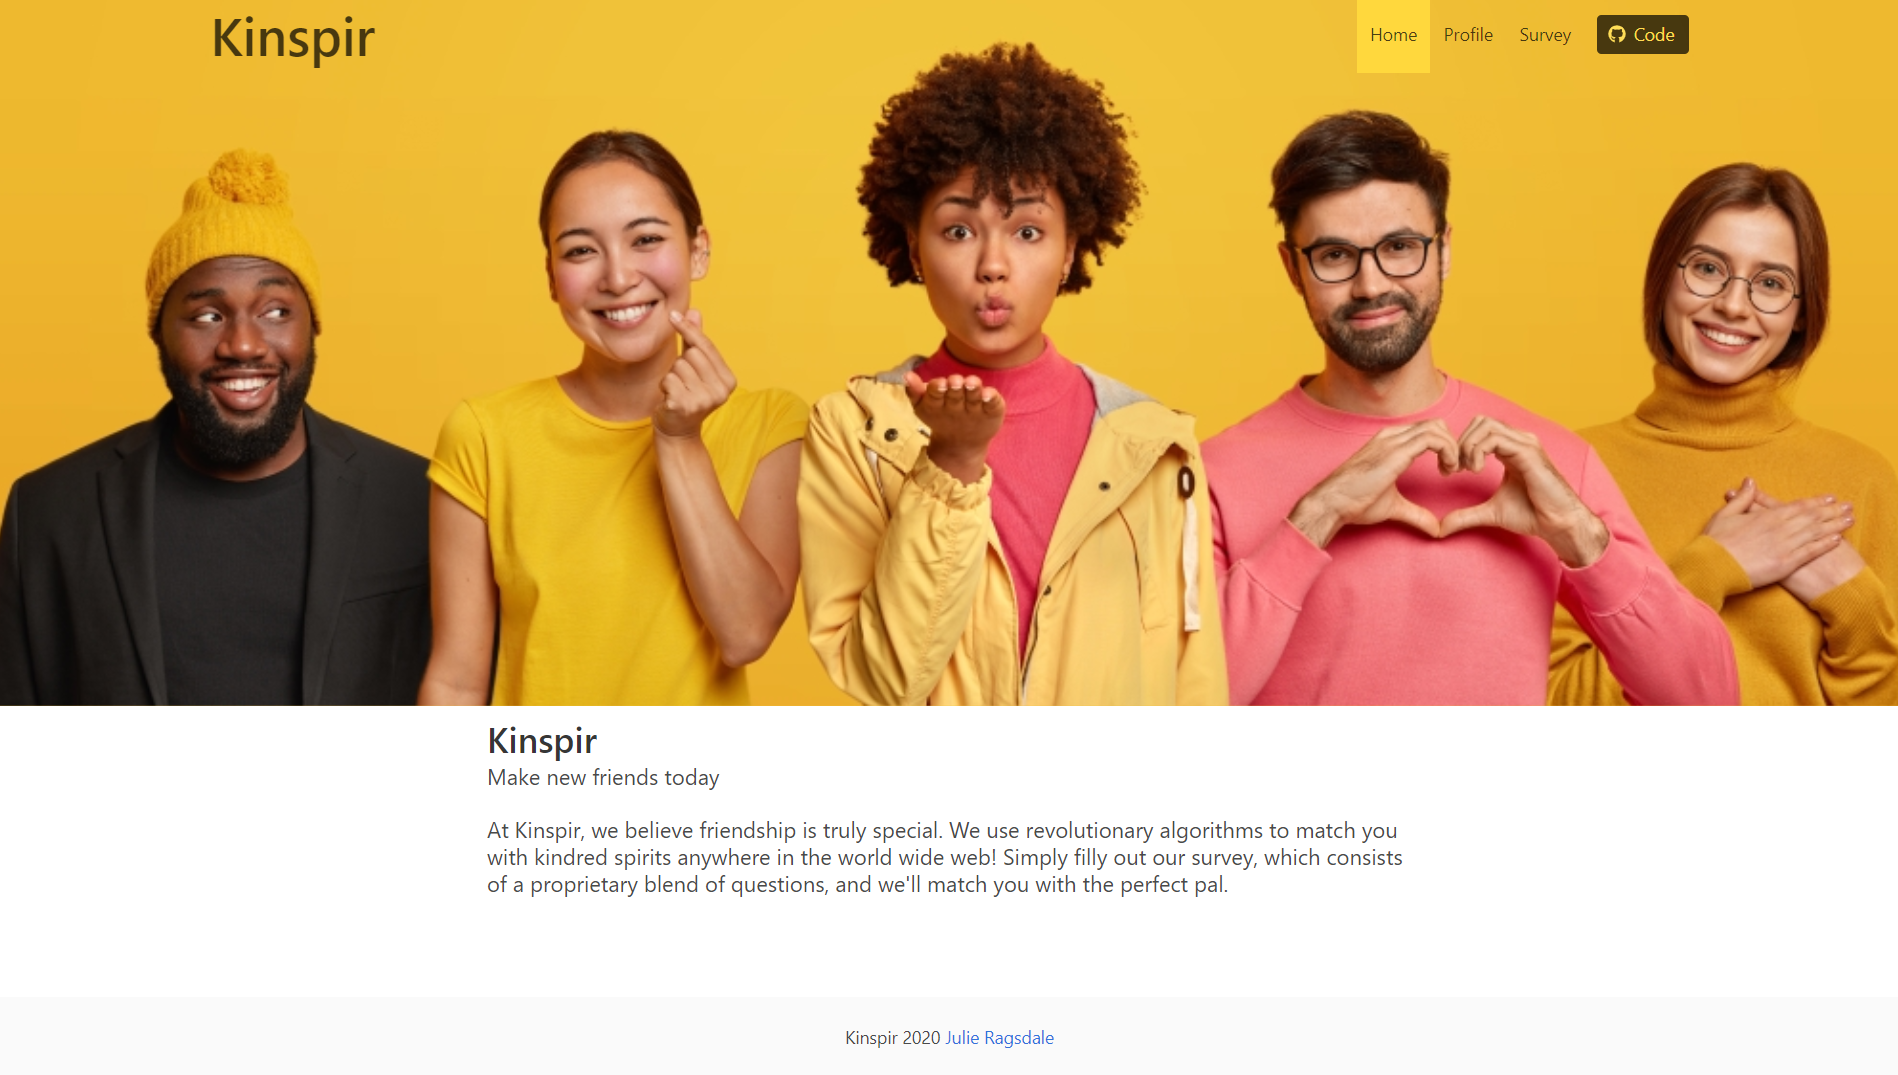 Kinspir
Home Profile Survey Code
Kinspir
Make new friends today
At Kinspir, we believe friendship is truly special. We use revolutionary algorithms to match you
with kindred spirits anywhere in the world wide web! Simply filly out our survey, which consists
of a proprietary blend of questions, and we'll match you with the perfect pal.
Kinspir 2020 Julie Ragsdale